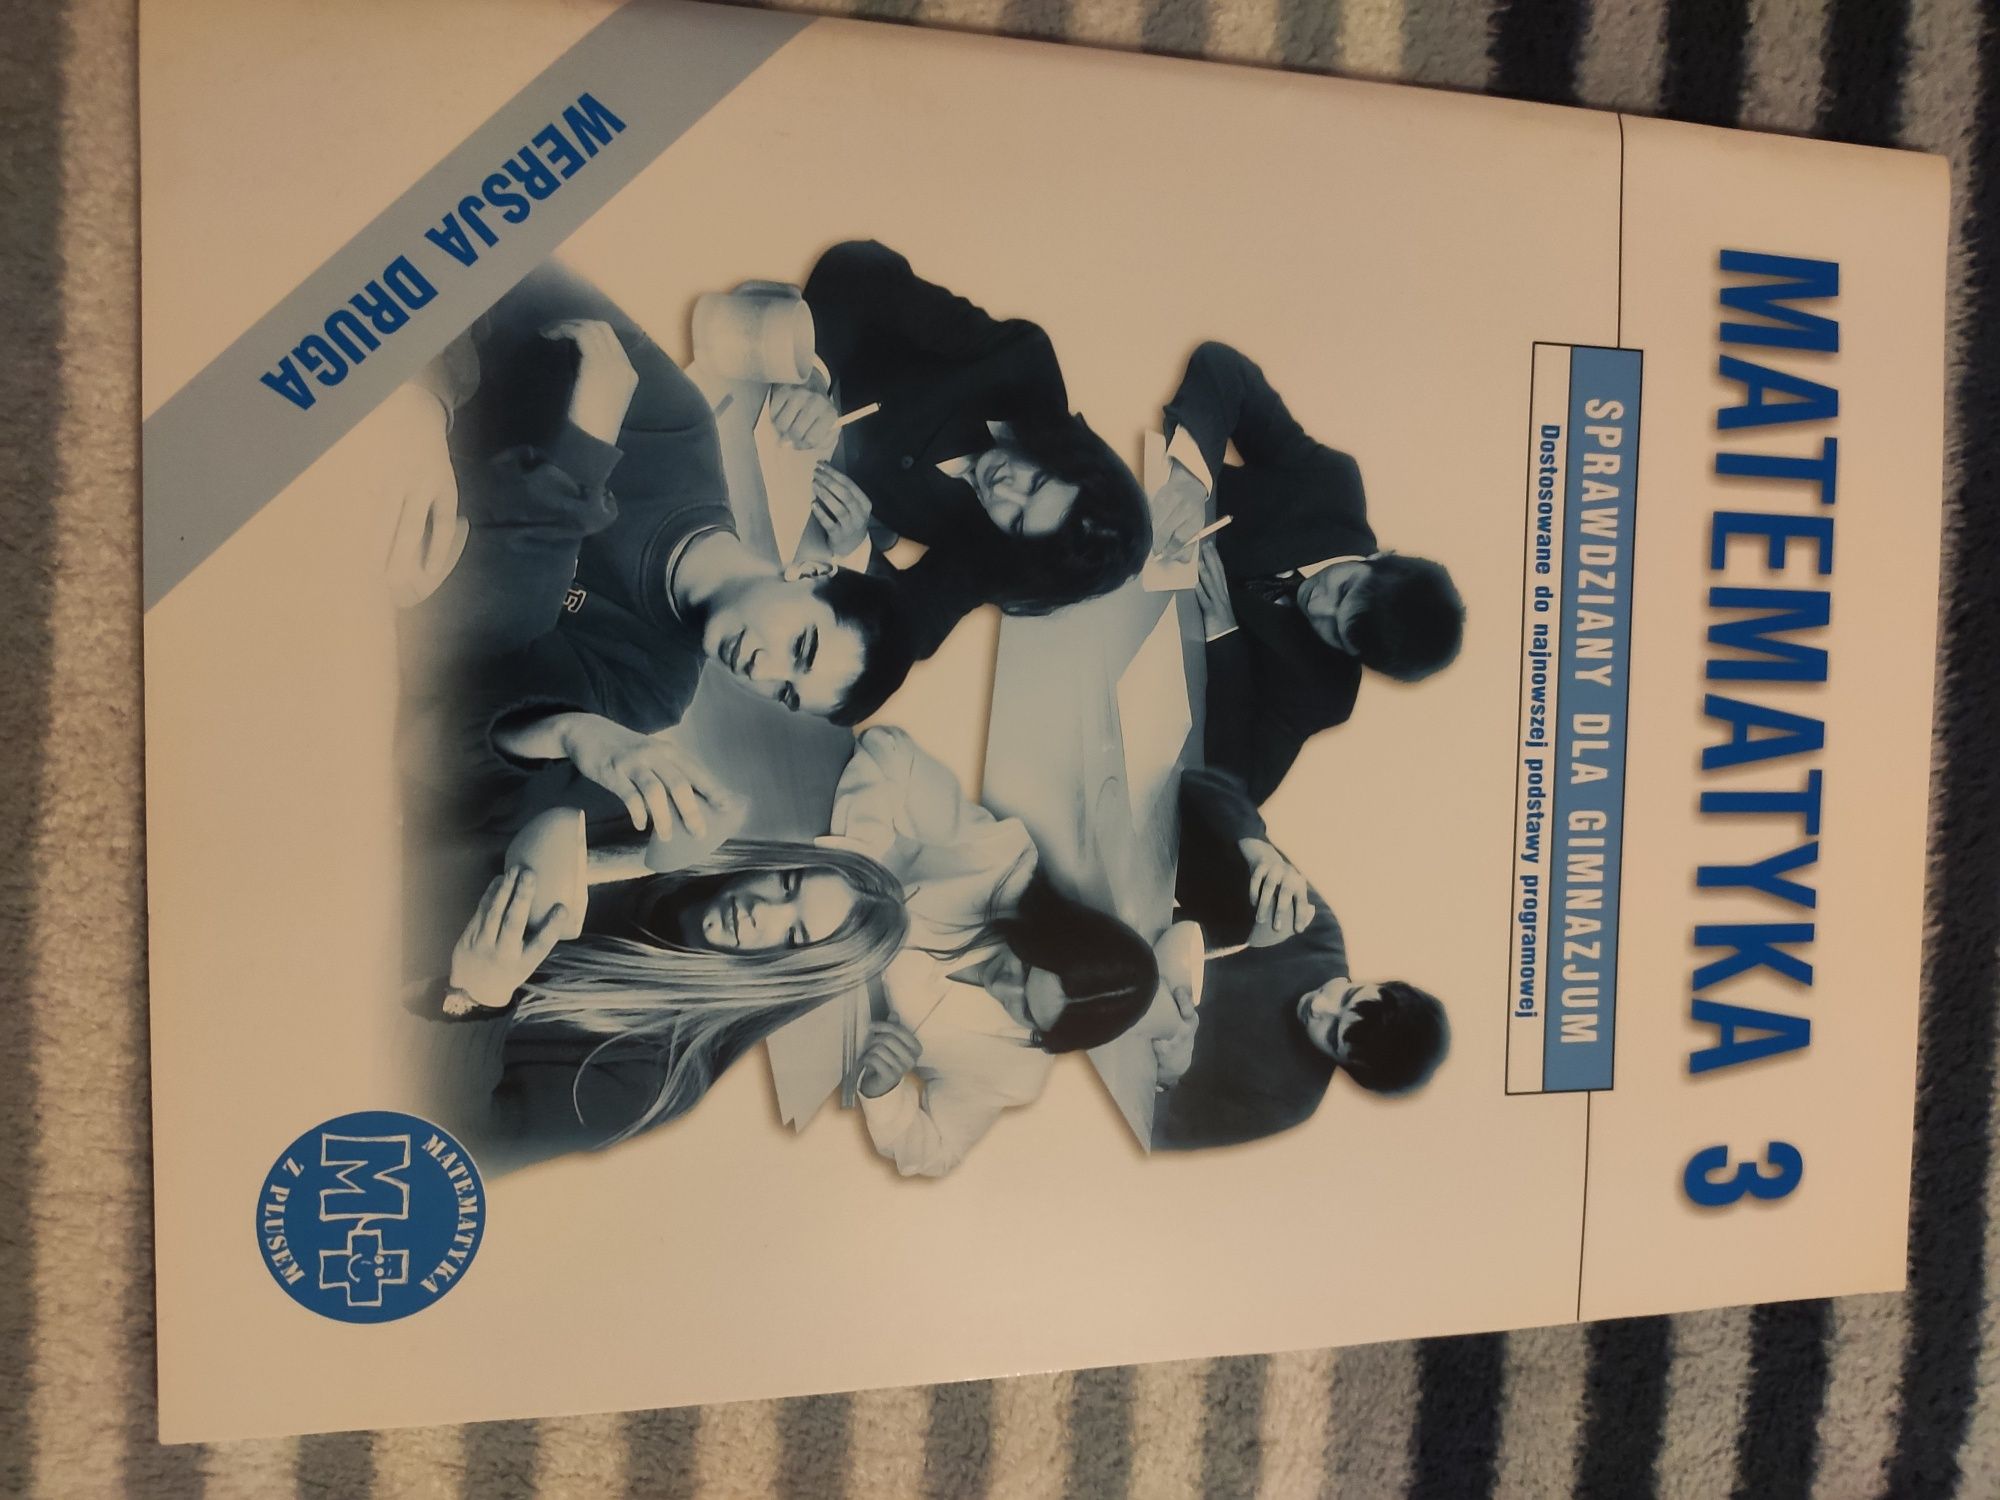 MATEMATYKA 3
SPRAWDZIANY DLA GIMNAZJUM
Dostosowane do najnowszej podstawy programowej
WERSJA DRUGA
MATEMATYKA
M+
Z PLUSEM